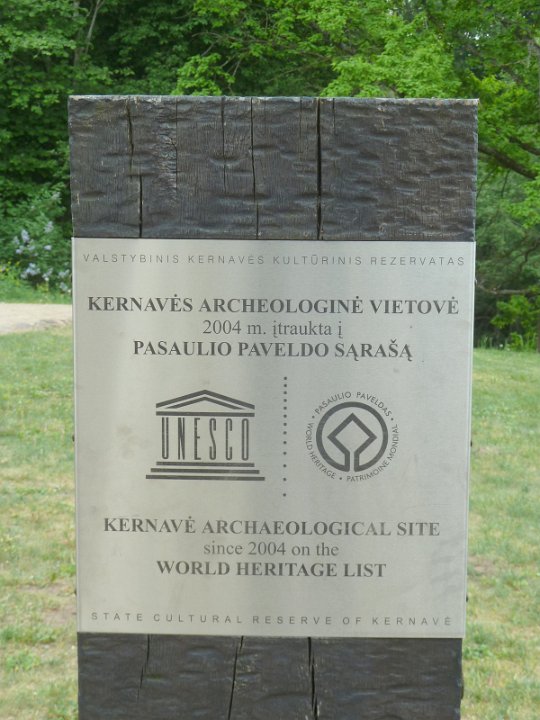 VALSTYBINIS KERNAVĖS KULTŪRINIS REZERVATAS
KERNAVĖS ARCHEOLOGINĖ VIETOVĖ
2004 m. įtraukta į
PASAULIO PAVELDO SĄRAŠĄ
UNESCO
PASAULIO PAVELDAS • WORLD HERITAGE • PATRIMOINE MONDIAL •
KERNAVĖ ARCHAEOLOGICAL SITE
since 2004 on the
WORLD HERITAGE LIST
STATE CULTURAL RESERVE OF KERNAVĖ